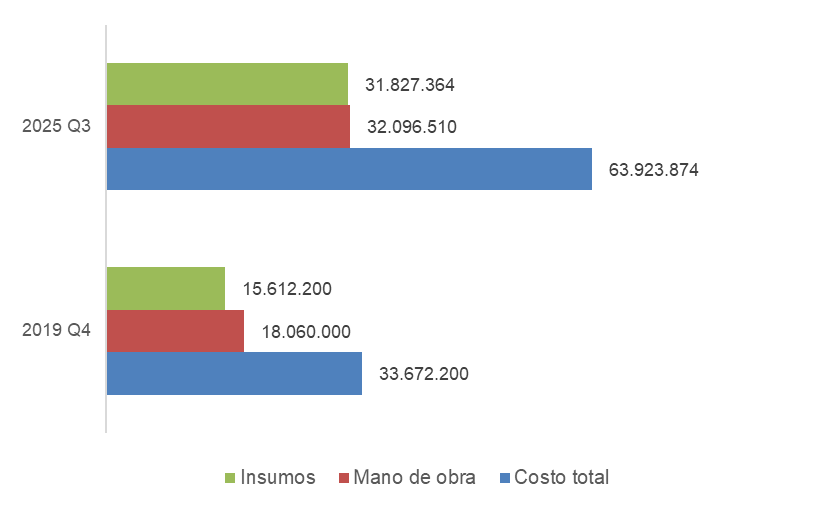 31.827.364
2025 Q3
32.096.510
63.923.874
15.612.200
2019 Q4
18.060.000
33.672.200
Insumos Mano de obra Costo total